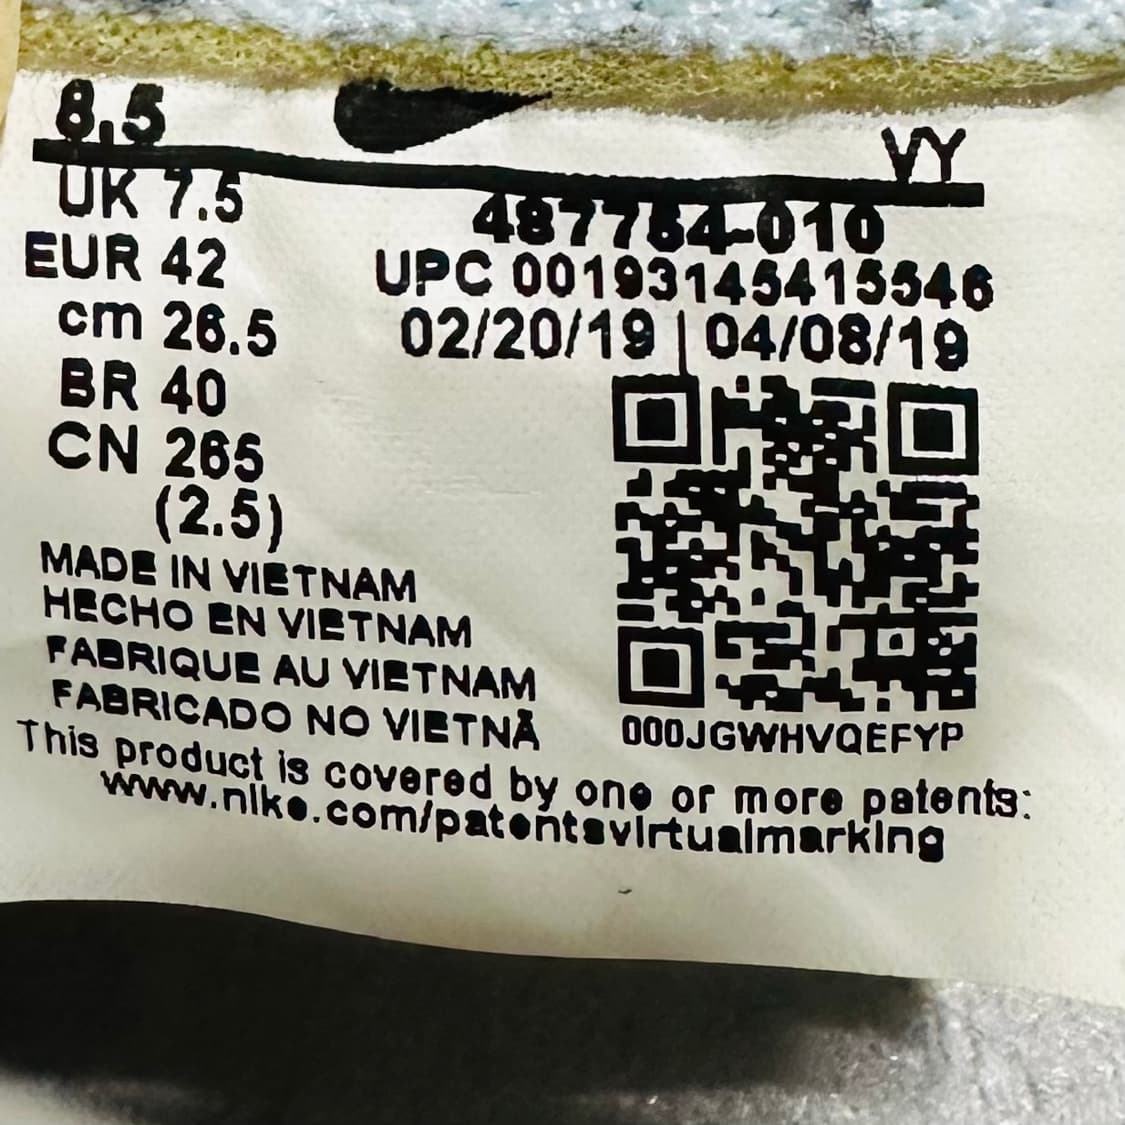 8.5
VY
UK 7.5
487754-010
EUR 42
UPC 00193145415546
cm 26.5
02/20/19 | 04/08/19
BR 40
CN 265
(2.5)
MADE IN VIETNAM
HECHO EN VIETNAM
FABRIQUE AU VIETNAM
FABRICADO NO VIETNÃ
000JGWHVQEFYP
This product is covered by one or more patents:
www.nike.com/patentsvirtualmarking